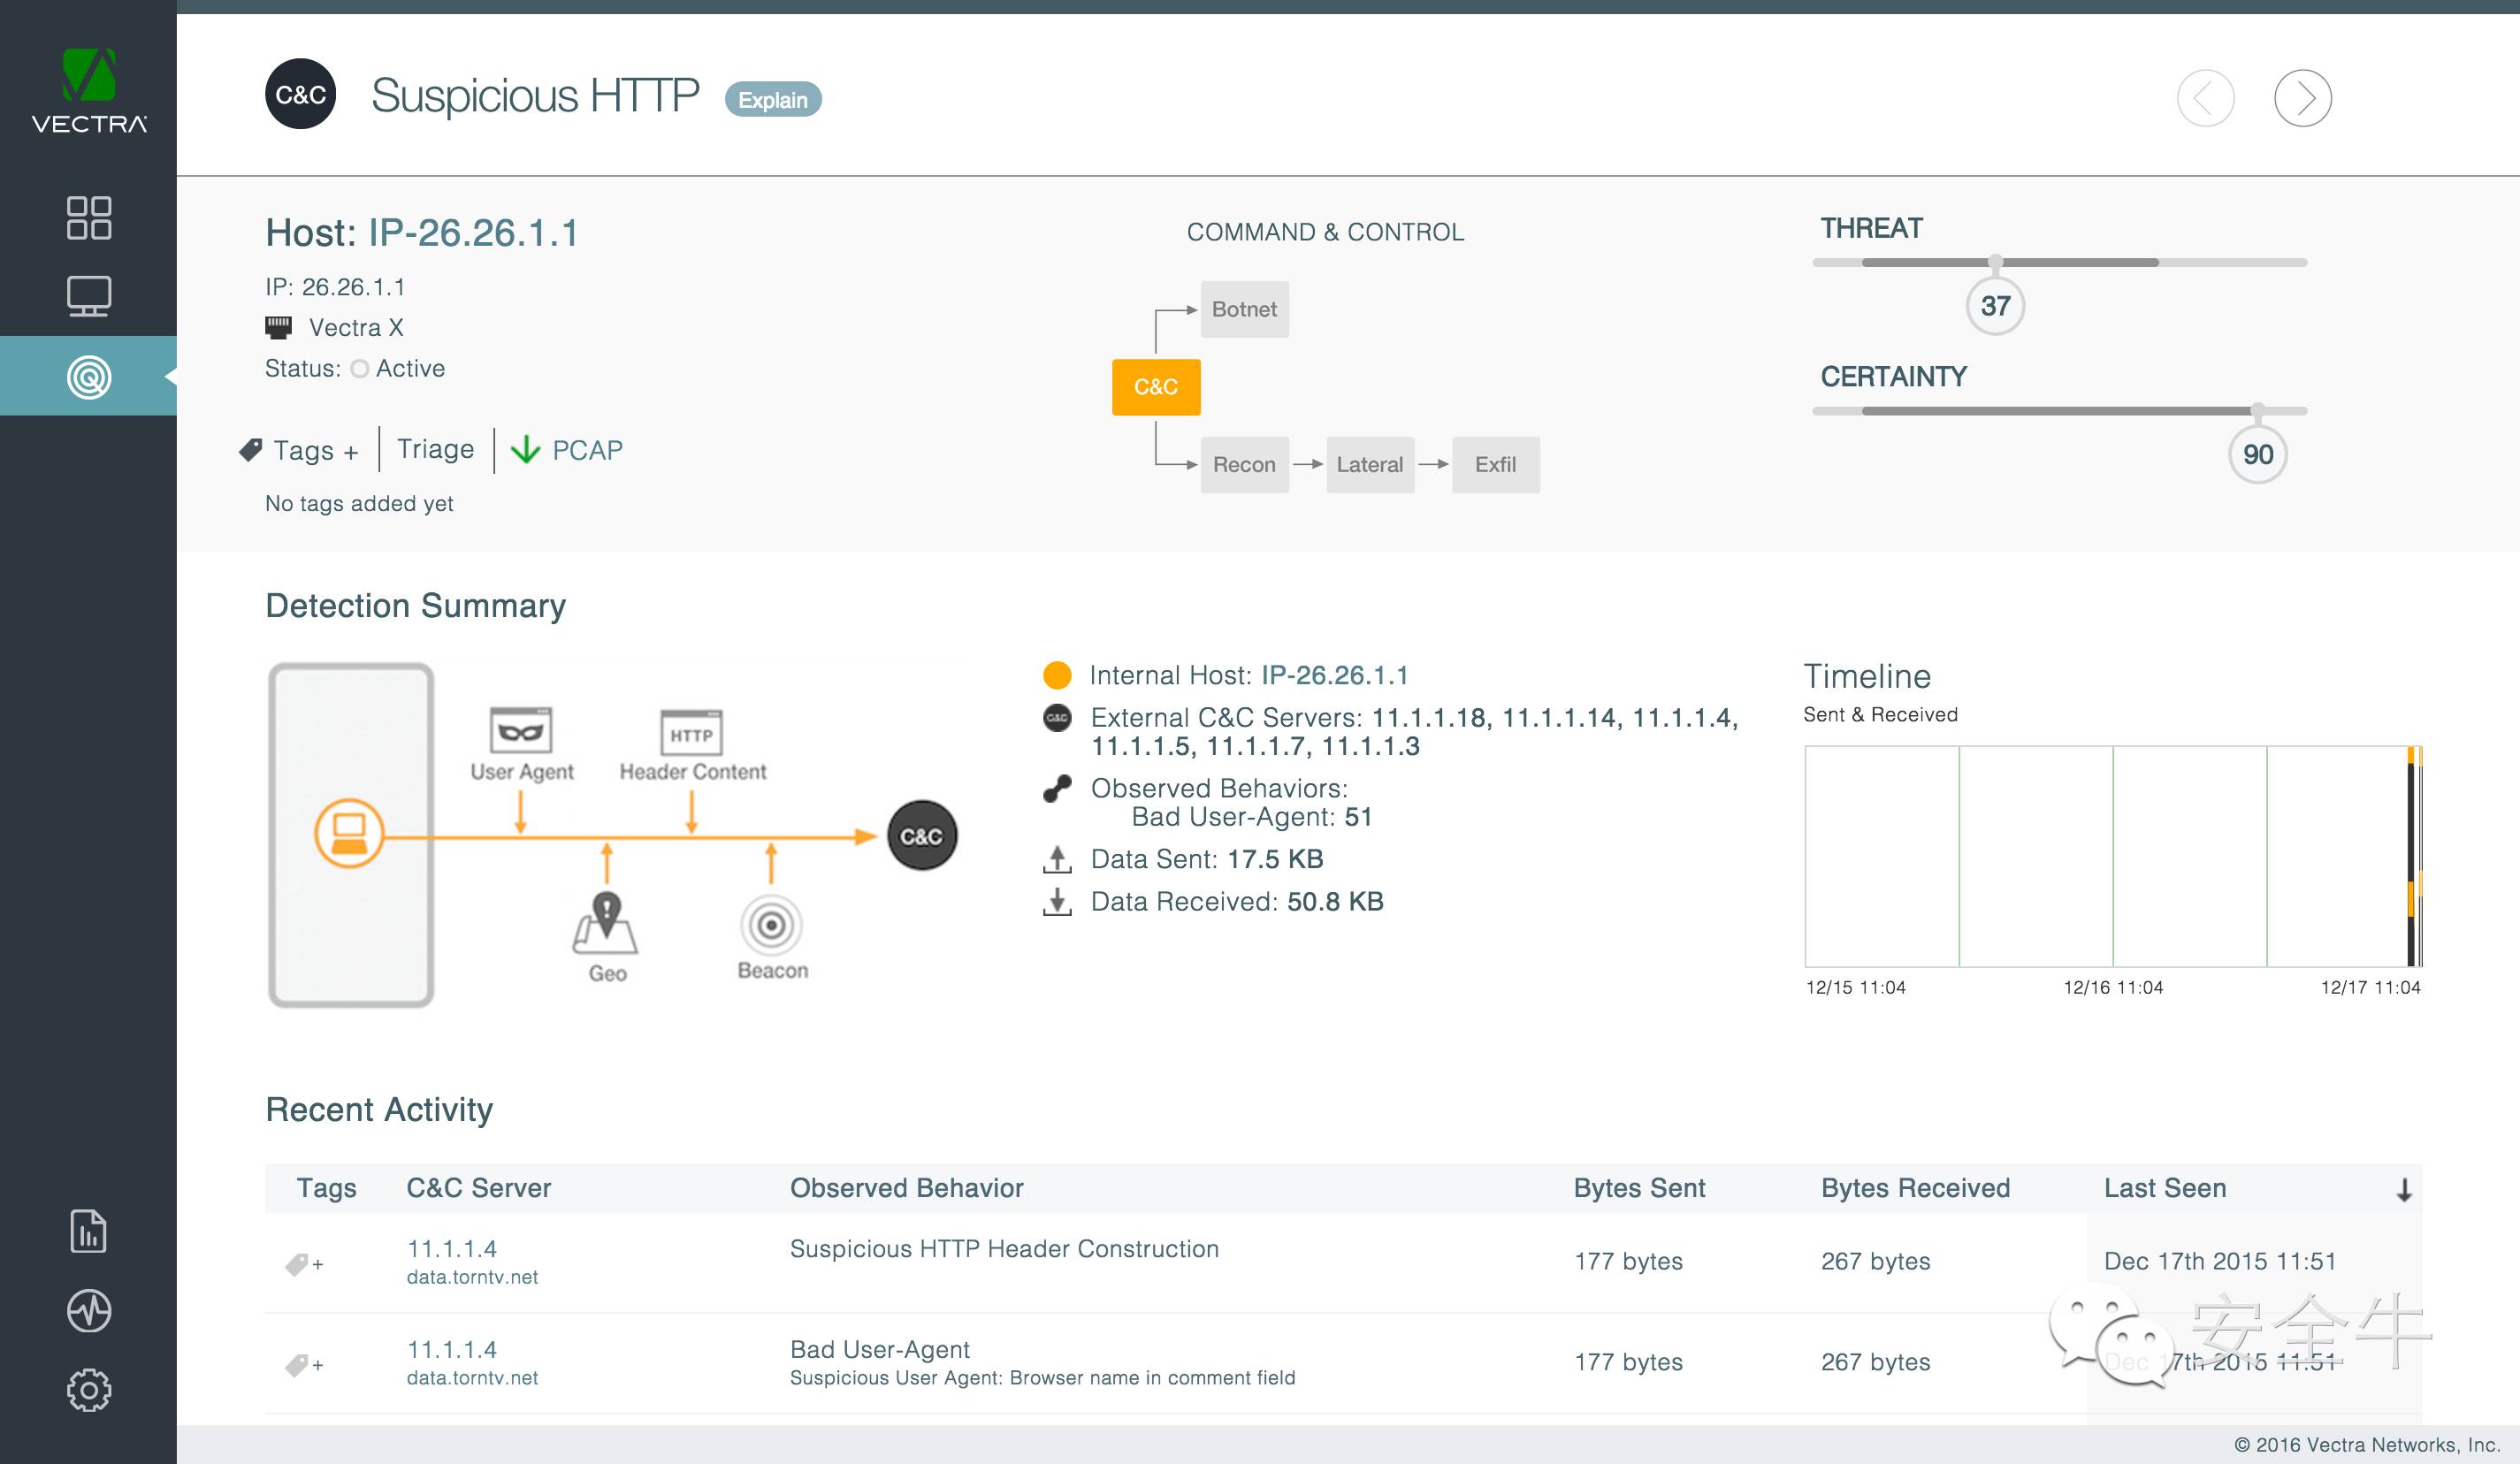 VECTRA
C&C
Suspicious HTTP
Explain
Host: IP-26.26.1.1
IP: 26.26.1.1
Vectra X
Status: Active
Tags +
Triage
PCAP
No tags added yet
COMMAND & CONTROL
Botnet
C&C
Recon
Lateral
Exfil
THREAT
37
CERTAINTY
90
Detection Summary
User Agent
HTTP
Header Content
C&C
Geo
Beacon
Internal Host: IP-26.26.1.1
C&C
External C&C Servers: 11.1.1.18, 11.1.1.14, 11.1.1.4,
11.1.1.5, 11.1.1.7, 11.1.1.3
Observed Behaviors:
Bad User-Agent: 51
Data Sent: 17.5 KB
Data Received: 50.8 KB
Timeline
Sent & Received
12/15 11:04
12/16 11:04
12/17 11:04
Recent Activity
Tags
C&C Server
Observed Behavior
Bytes Sent
Bytes Received
Last Seen
+
11.1.1.4
data.torntv.net
Suspicious HTTP Header Construction
177 bytes
267 bytes
Dec 17th 2015 11:51
+
11.1.1.4
data.torntv.net
Bad User-Agent
Suspicious User Agent: Browser name in comment field
177 bytes
267 bytes
Dec 17th 2015 11:51
安全牛
© 2016 Vectra Networks, Inc.